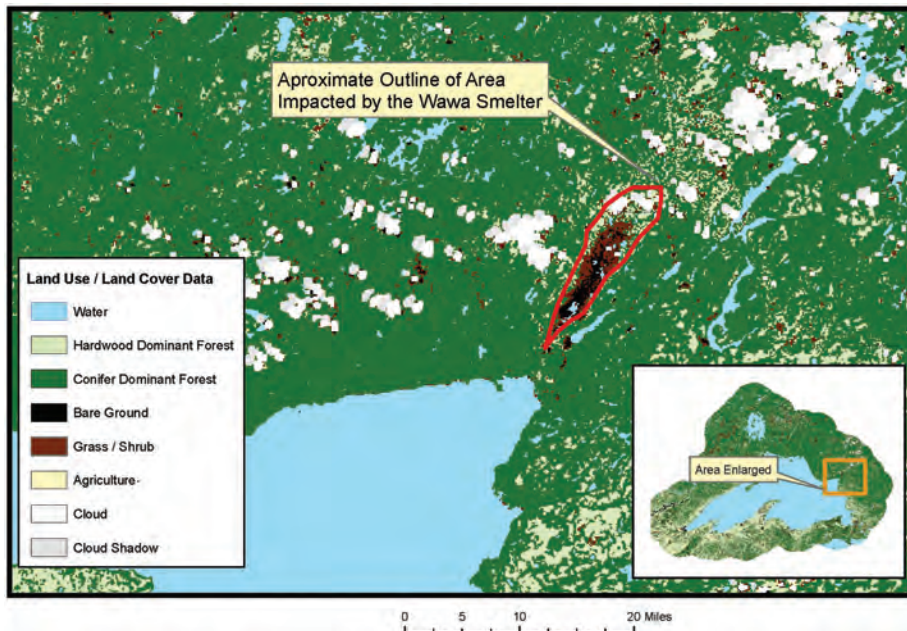 Aproximate Outline of Area
Impacted by the Wawa Smelter
Land Use / Land Cover Data
Water
Hardwood Dominant Forest
Conifer Dominant Forest
Bare Ground
Grass / Shrub
Agriculture
Cloud
Cloud Shadow
Area Enlarged
0 5 10 20 Miles